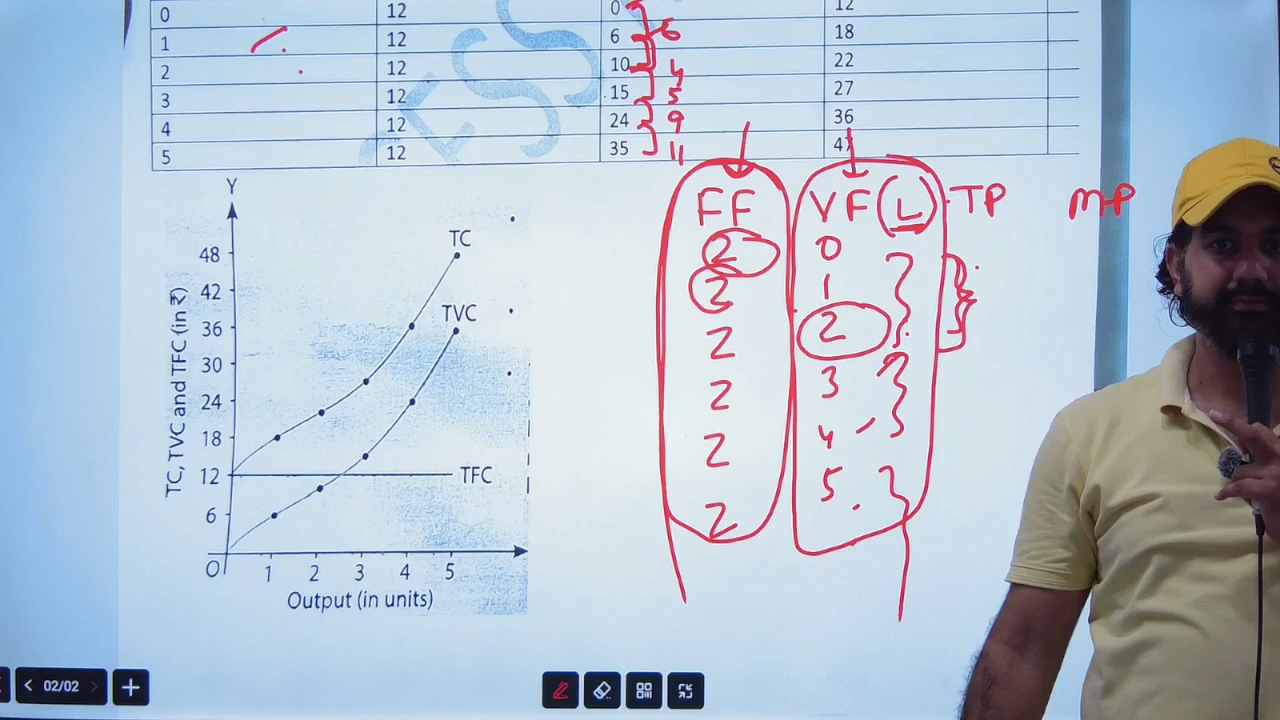 0 12 0 12
1 12 6 6 18
2 12 10 4 22
3 12 15 5 27
4 12 24 9 36
5 12 35 11 47
ESS
Y
TC, TVC and TFC (in ₹)
48
42
36
30
24
18
12
6
O
1 2 3 4 5
Output (in units)
TC
TVC
TFC
FF VF (L) TP MP
2 0
2 1
2 2
2 3
2 4
2 5
02/02